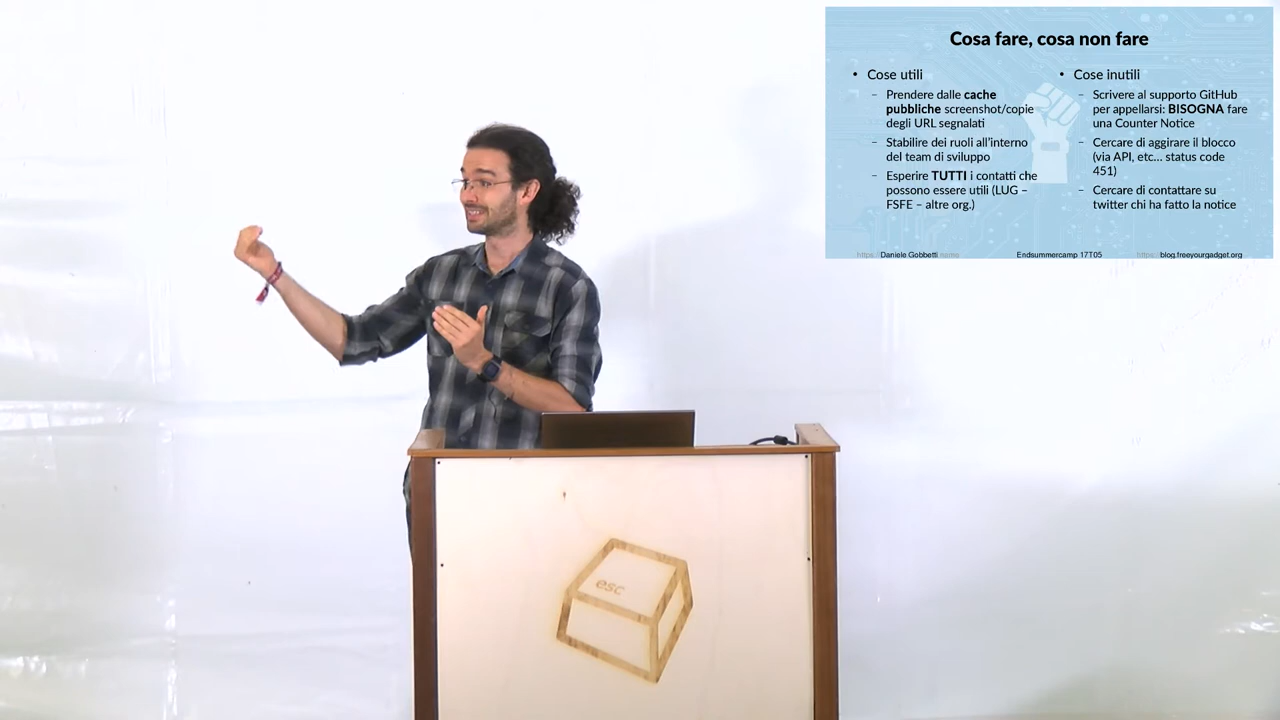 Cosa fare, cosa non fare
• Cose utili
– Prendere dalle cache
pubbliche screenshot/copie
degli URL segnalati
– Stabilire dei ruoli all'interno
del team di sviluppo
– Esperire TUTTI i contatti che
possono essere utili (LUG –
FSFE – altre org.)
• Cose inutili
– Scrivere al supporto GitHub
per appellarsi: BISOGNA fare
una Counter Notice
– Cercare di aggirare il blocco
(via API, etc... status code
451)
– Cercare di contattare su
twitter chi ha fatto la notice
https:// Daniele Gobbetti
Endsummercamp 17T05
https:// blog.freeyourgadget.org
esc